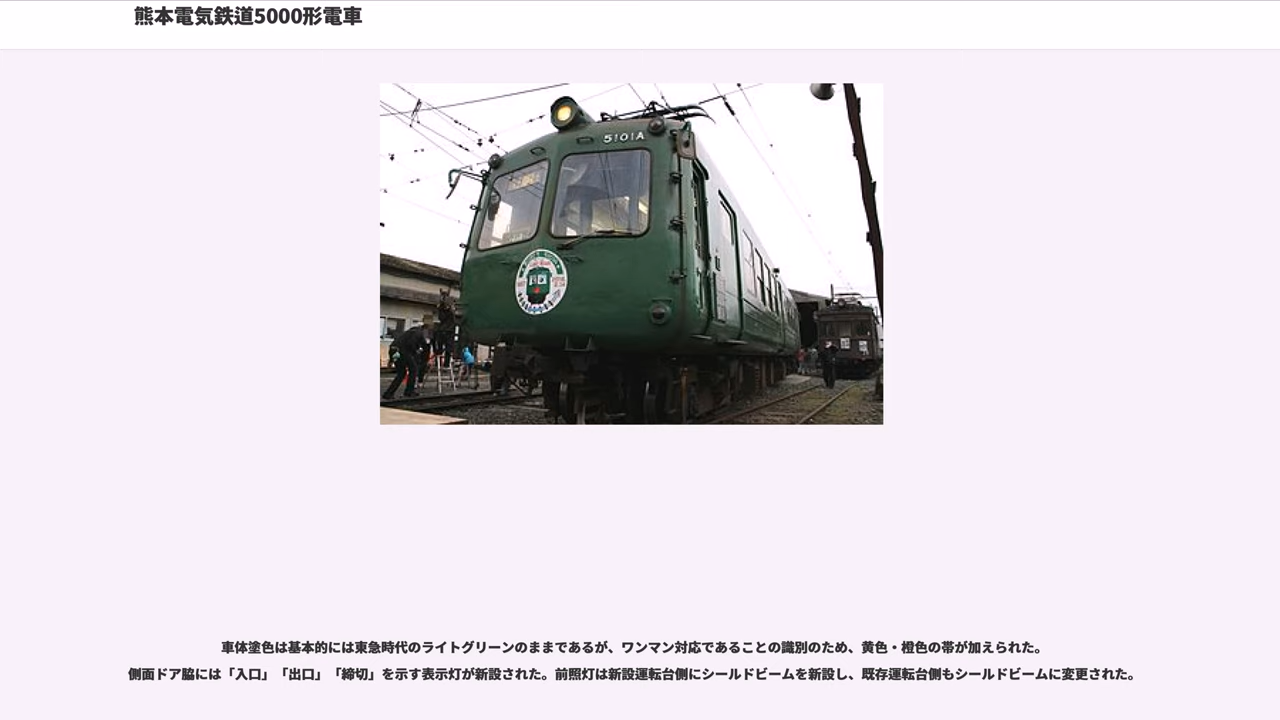 熊本電気鉄道5000形電車
5101A
車体塗色は基本的には東急時代のライトグリーンのままであるが、ワンマン対応であることの識別のため、黄色・橙色の帯が加えられた。
側面ドア脇には「入口」「出口」「締切」を示す表示灯が新設された。前照灯は新設運転台側にシールドビームを新設し、既存運転台側もシールドビームに変更された。